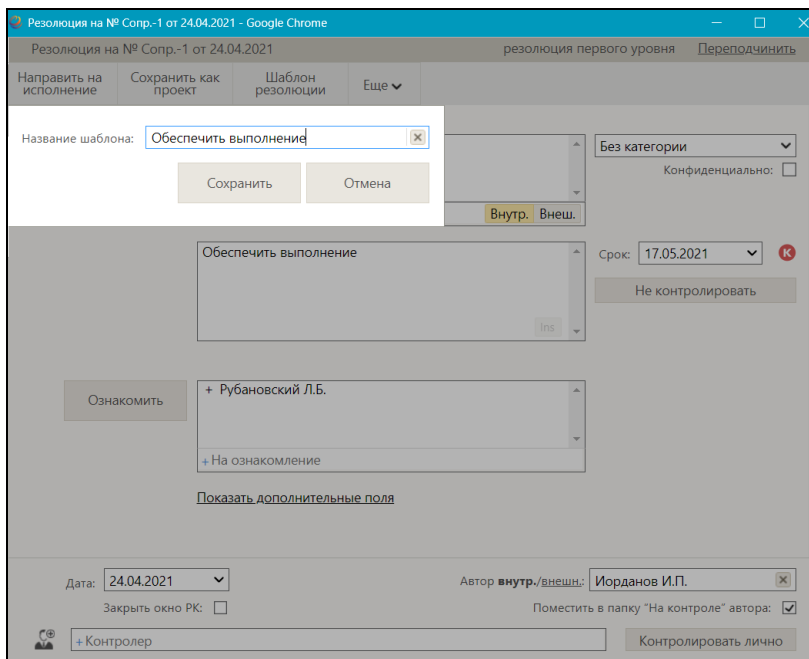 Резолюция на № Сопр.-1 от 24.04.2021 - Google Chrome
Резолюция на № Сопр.-1 от 24.04.2021 резолюция первого уровня Переподчинить
Направить на исполнение
Сохранить как проект
Шаблон резолюции
Еще
Название шаблона: Обеспечить выполнение
Сохранить Отмена
Без категории
Конфиденциально:
Внутр. Внеш.
Обеспечить выполнение
Ins
Срок: 17.05.2021 К
Не контролировать
Ознакомить
+ Рубановский Л.Б.
+На ознакомление
Показать дополнительные поля
Дата: 24.04.2021
Автор внутр./внешн.: Иорданов И.П.
Закрыть окно РК:
Поместить в папку "На контроле" автора:
+Контролер
Контролировать лично